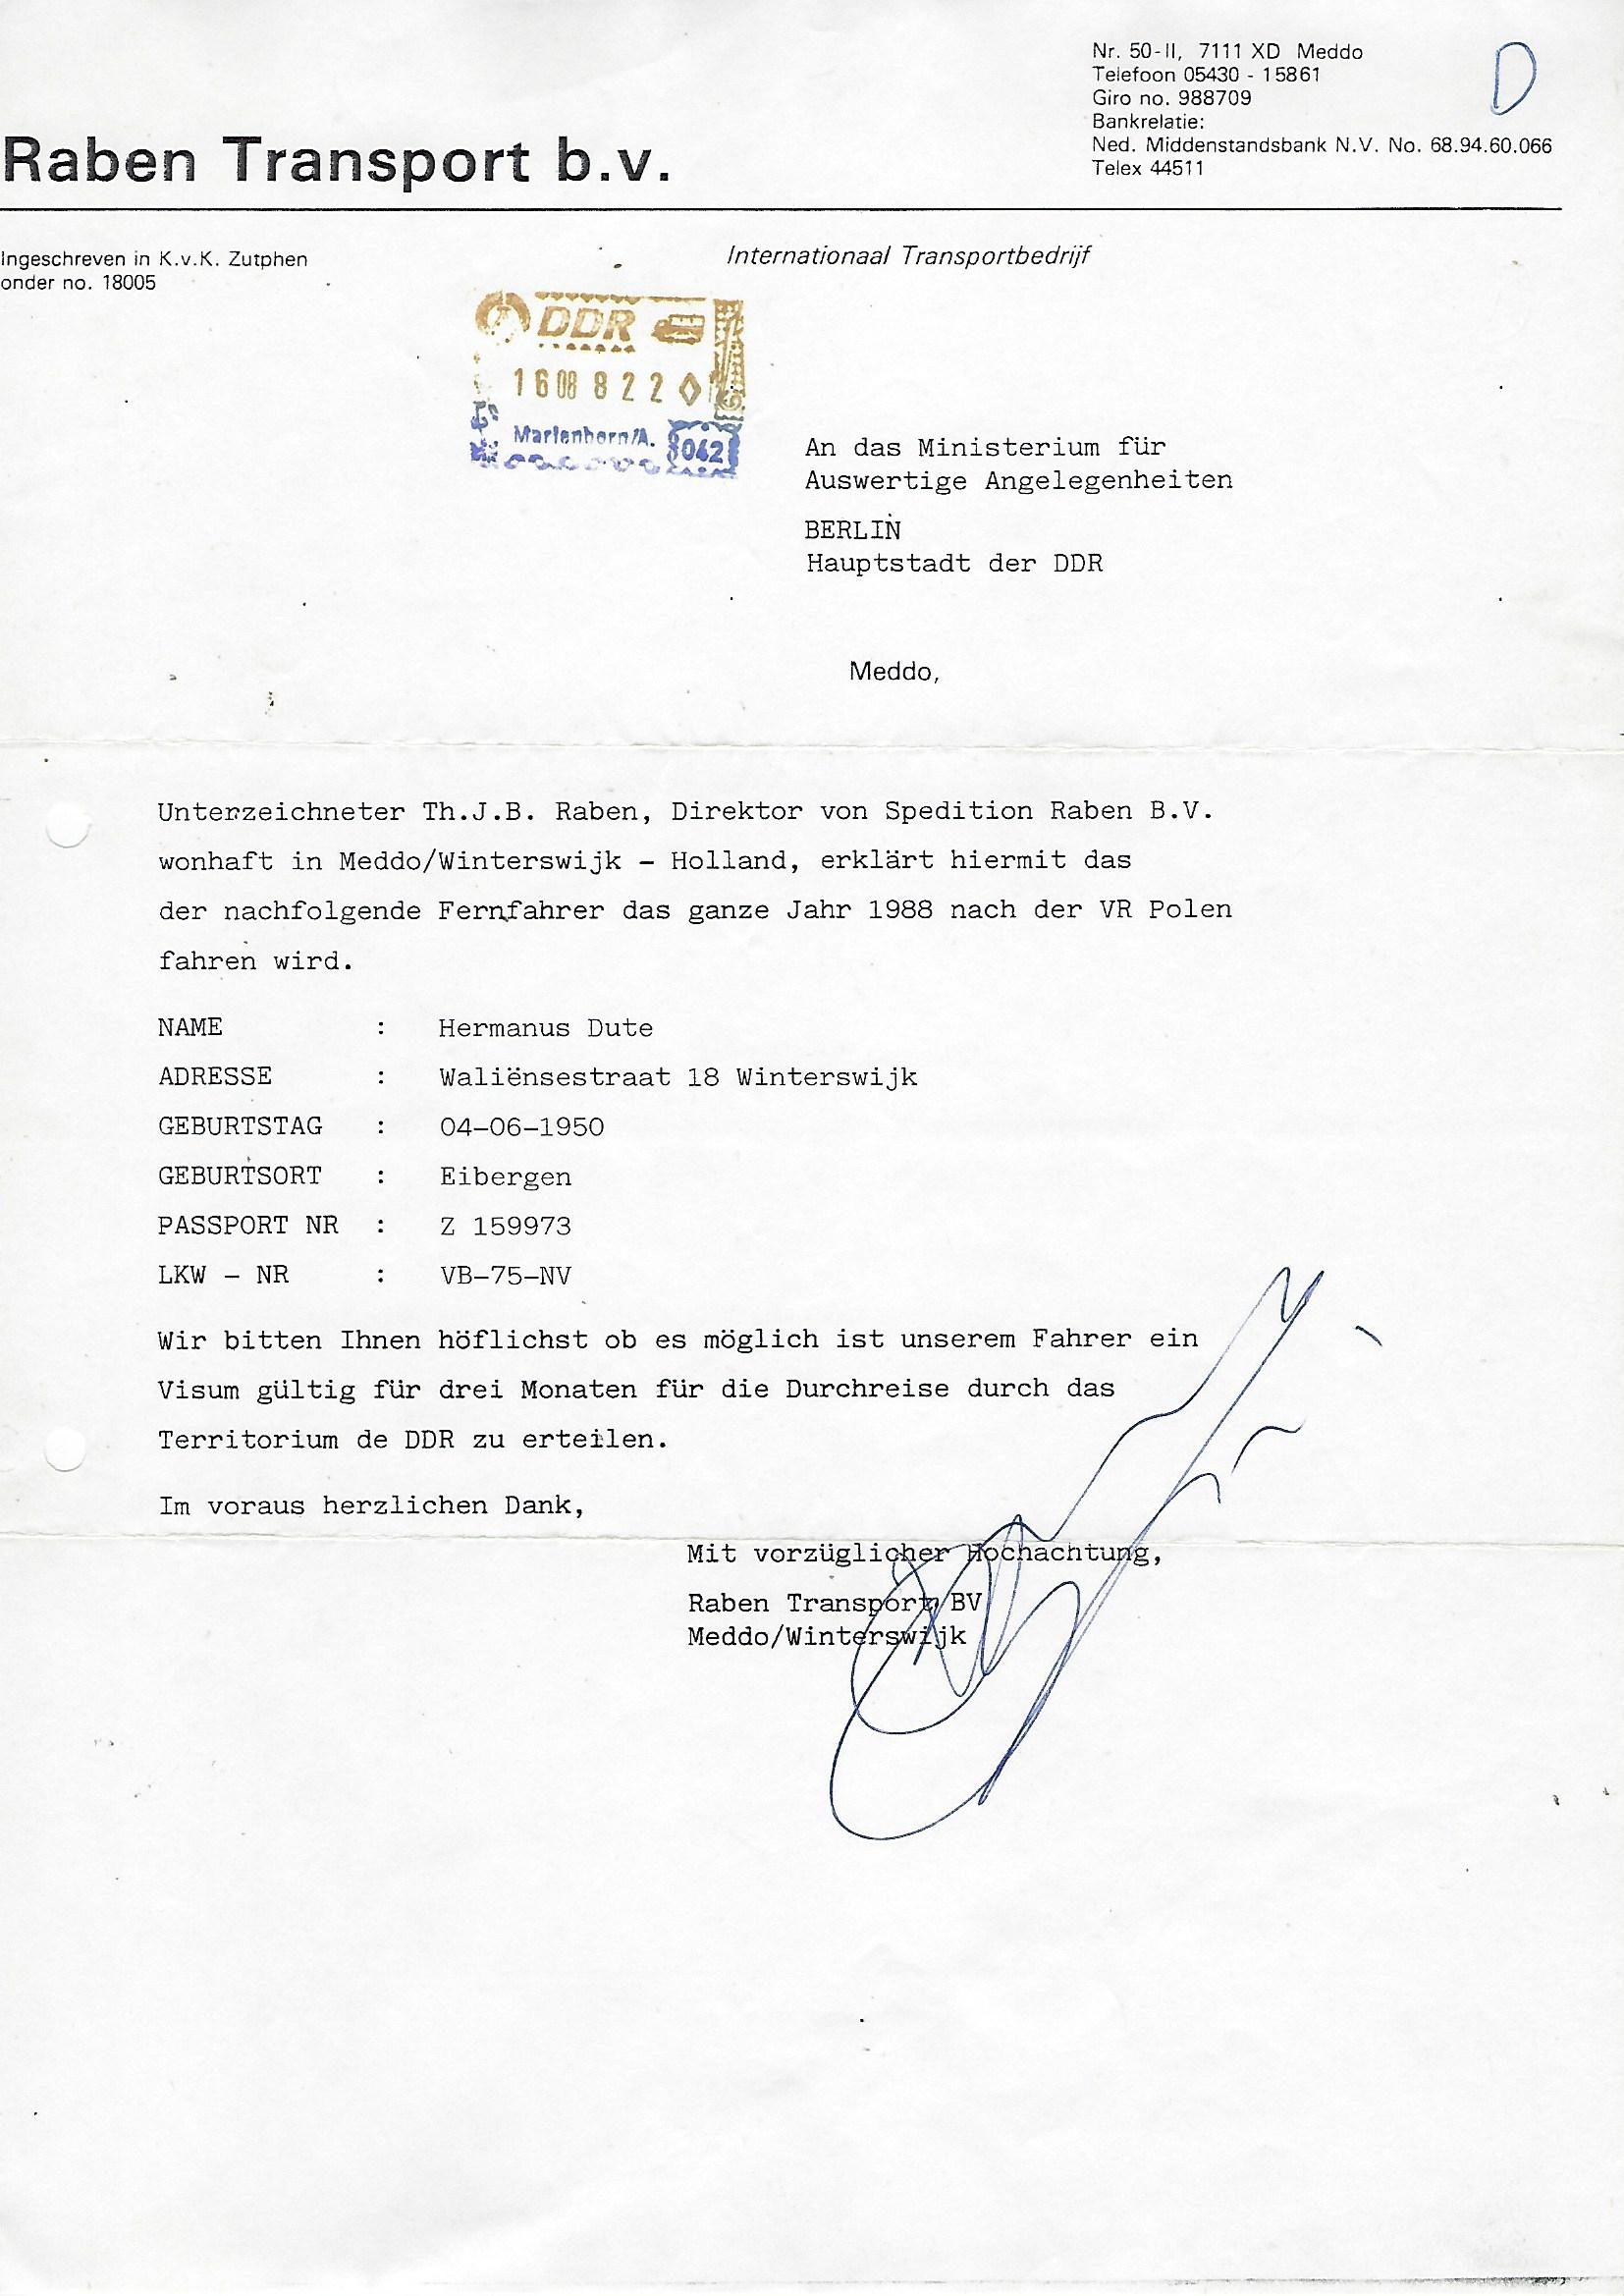 Nr. 50-II, 7111 XD Meddo
Telefoon 05430 - 15861
Giro no. 988709
Bankrelatie:
Ned. Middenstandsbank N.V. No. 68.94.60.066
Telex 44511
D
Raben Transport b.v.
Ingeschreven in K.v.K. Zutphen
onder no. 18005
Internationaal Transportbedrijf
DDR
16 08 8 2 2
Marienborn/A. 042
An das Ministerium für
Auswertige Angelegenheiten
BERLIN
Hauptstadt der DDR
Meddo,
Unterzeichneter Th.J.B. Raben, Direktor von Spedition Raben B.V.
wonhaft in Meddo/Winterswijk - Holland, erklärt hiermit das
der nachfolgende Fernfahrer das ganze Jahr 1988 nach der VR Polen
fahren wird.
NAME : Hermanus Dute
ADRESSE : Waliënsestraat 18 Winterswijk
GEBURTSTAG : 04-06-1950
GEBURTSORT : Eibergen
PASSPORT NR : Z 159973
LKW - NR : VB-75-NV
Wir bitten Ihnen höflichst ob es möglich ist unserem Fahrer ein
Visum gültig für drei Monaten für die Durchreise durch das
Territorium de DDR zu erteilen.
Im voraus herzlichen Dank,
Mit vorzüglicher Hochachtung,
Raben Transport BV
Meddo/Winterswijk